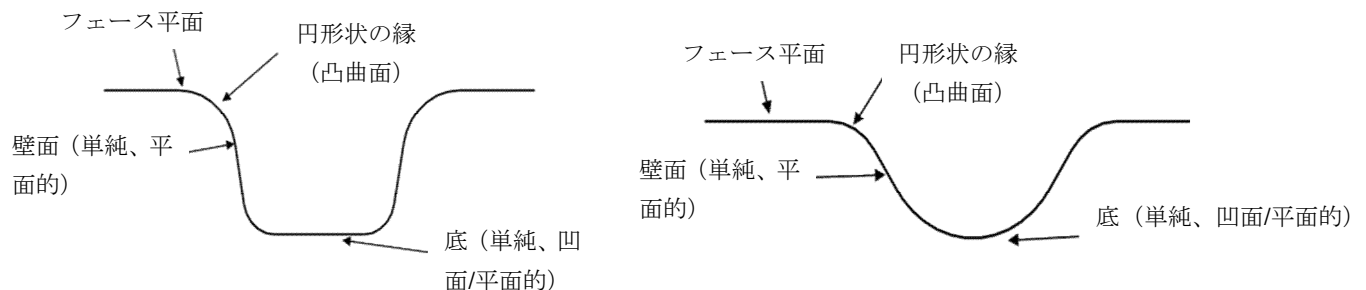 フェース平面
円形状の縁
（凸曲面）
壁面（単純、平
面的）
底（単純、凹
面/平面的）
フェース平面
円形状の縁
（凸曲面）
壁面（単純、平
面的）
底（単純、凹面/平面的）